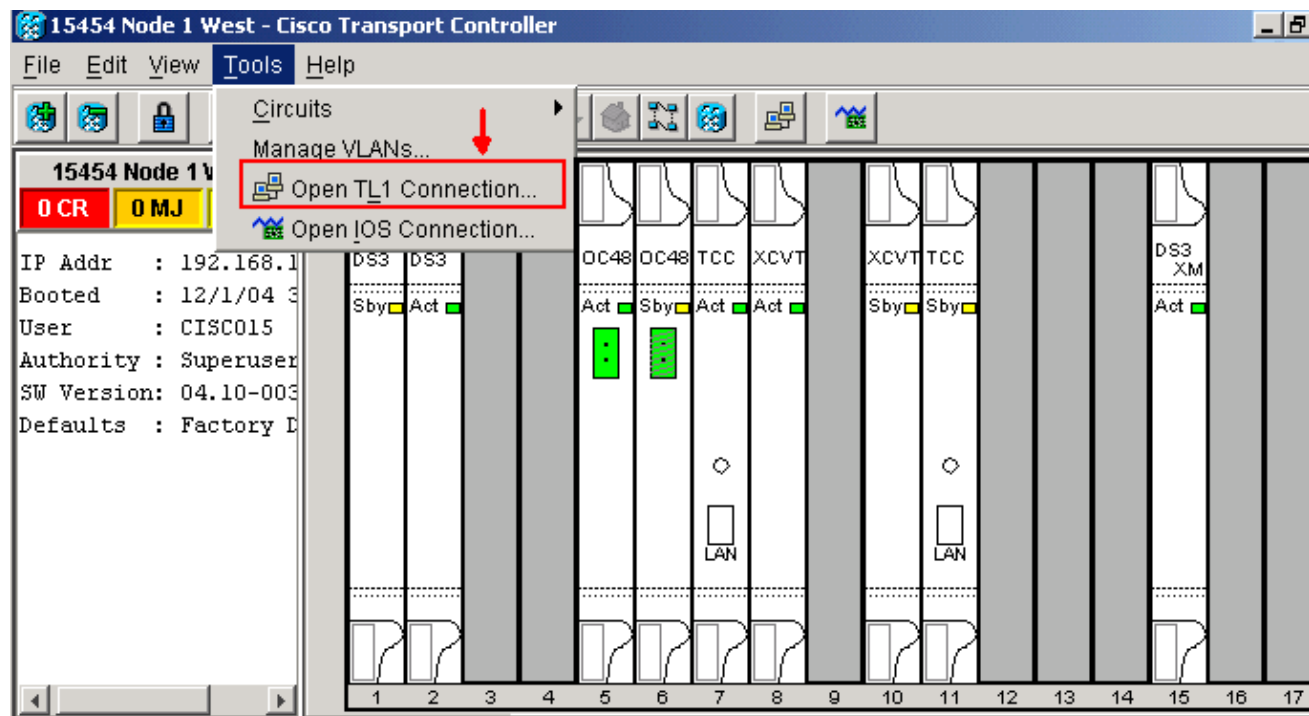 15454 Node 1 West - Cisco Transport Controller
File Edit View Tools Help
Circuits
Manage VLANs...
Open TL1 Connection...
Open IOS Connection...
15454 Node 1
0 CR 0 MJ
IP Addr : 192.168.1
Booted : 12/1/04
User : CISCO15
Authority : Superuser
SW Version: 04.10-003
Defaults : Factory
DS3 DS3 OC48 OC48 TCC XCVT XCVT TCC DS3 XM
Sby Act Act Sby Act Act Sby Sby Act
LAN LAN
1 2 3 4 5 6 7 8 9 10 11 12 13 14 15 16 17